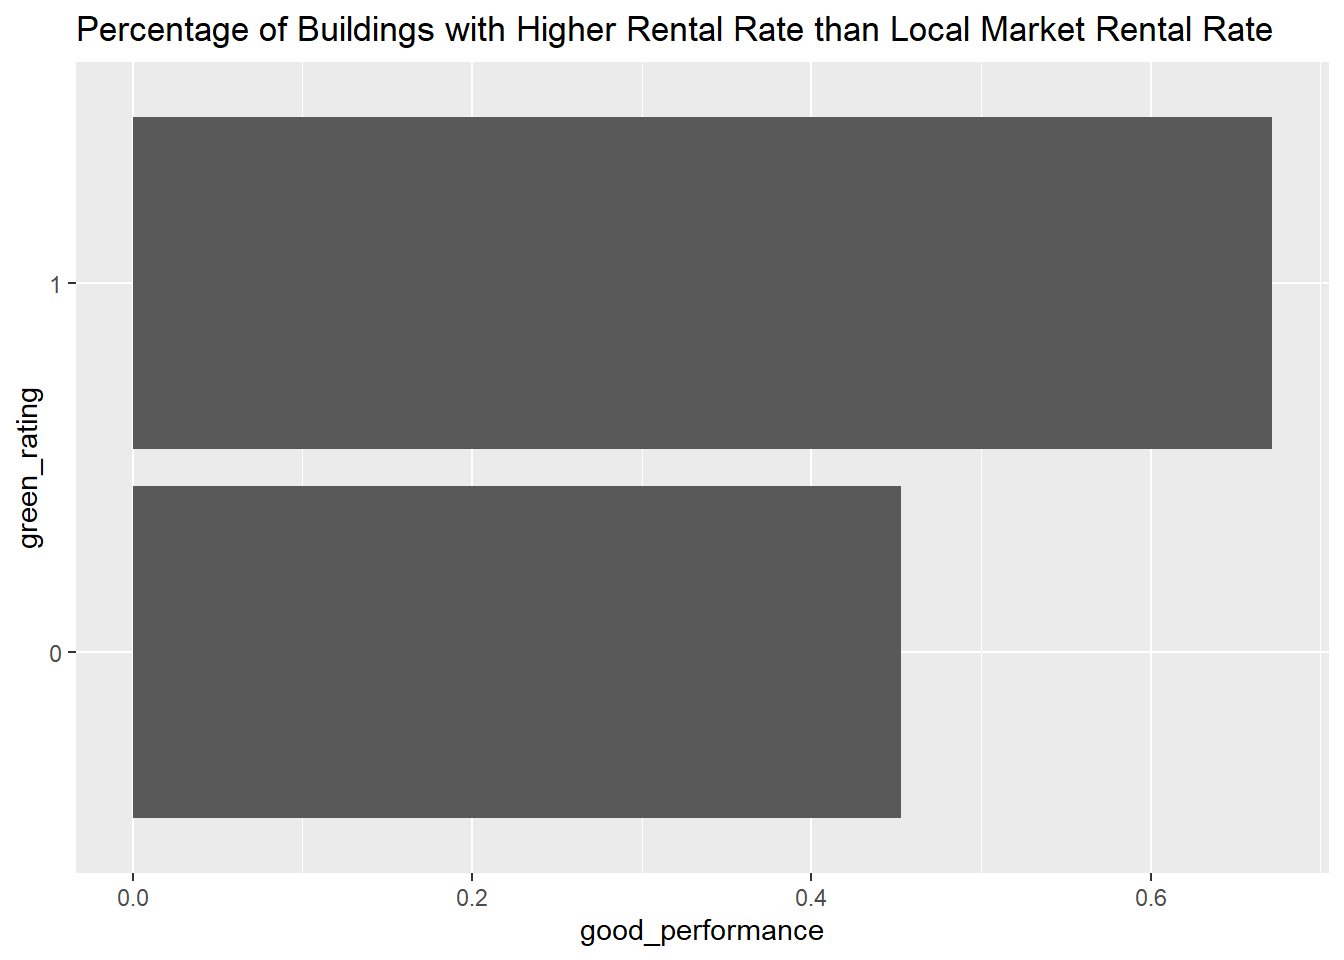 Percentage of Buildings with Higher Rental Rate than Local Market Rental Rate
green_rating
1
0
0.0 0.2 0.4 0.6
good_performance